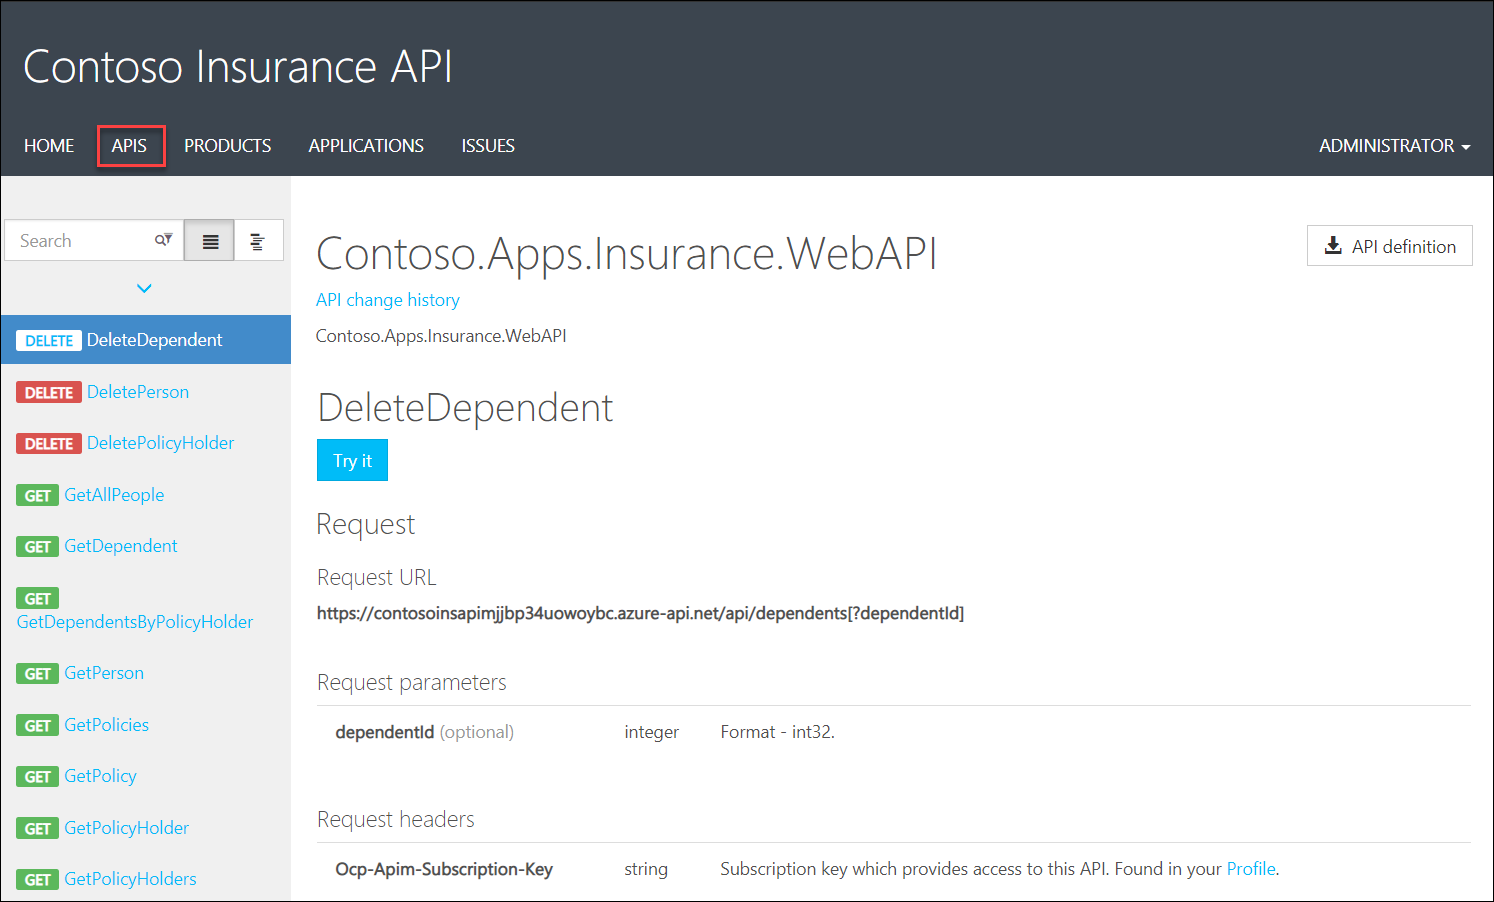 Contoso Insurance API
HOME APIS PRODUCTS APPLICATIONS ISSUES ADMINISTRATOR
Search
DELETE DeleteDependent
DELETE DeletePerson
DELETE DeletePolicyHolder
GET GetAllPeople
GET GetDependent
GET
GetDependentsByPolicyHolder
GET GetPerson
GET GetPolicies
GET GetPolicy
GET GetPolicyHolder
GET GetPolicyHolders
Contoso.Apps.Insurance.WebAPI
API definition
API change history
Contoso.Apps.Insurance.WebAPI
DeleteDependent
Try it
Request
Request URL
https://contosoinsapimjjbp34uowoybc.azure-api.net/api/dependents[?dependentId]
Request parameters
dependentId (optional) integer Format - int32.
Request headers
Ocp-Apim-Subscription-Key string Subscription key which provides access to this API. Found in your Profile.